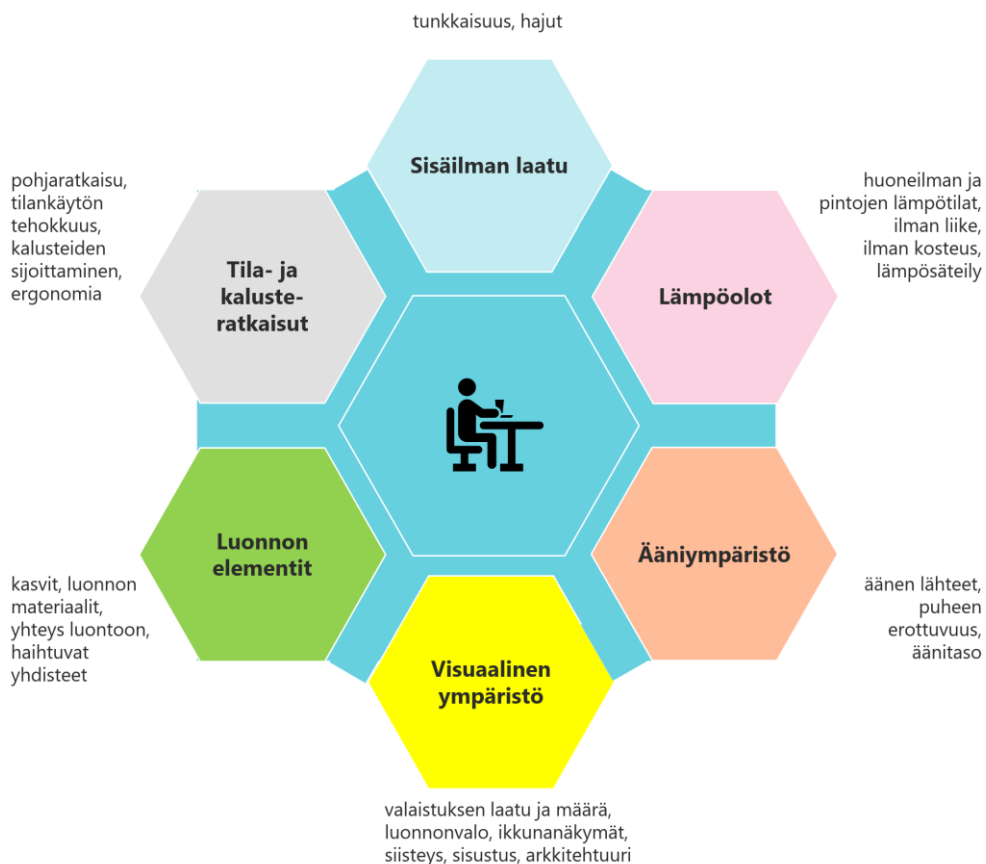 tunkkaisuus, hajut
Sisäilman laatu
huoneilman ja
pintojen lämpötilat,
ilman liike,
ilman kosteus,
lämpösäteily
Lämpöolot
Ääniympäristö
äänen lähteet,
puheen
erottuvuus,
äänitaso
Visuaalinen
ympäristö
valaistuksen laatu ja määrä,
luonnonvalo, ikkunanäkymät,
siisteys, sisustus, arkkitehtuuri
Luonnon
elementit
kasvit, luonnon
materiaalit,
yhteys luontoon,
haihtuvat
yhdisteet
pohjaratkaisu,
tilankäytön
tehokkuus,
kalusteiden
sijoittaminen,
ergonomia
Tila- ja
kaluste-
ratkaisut